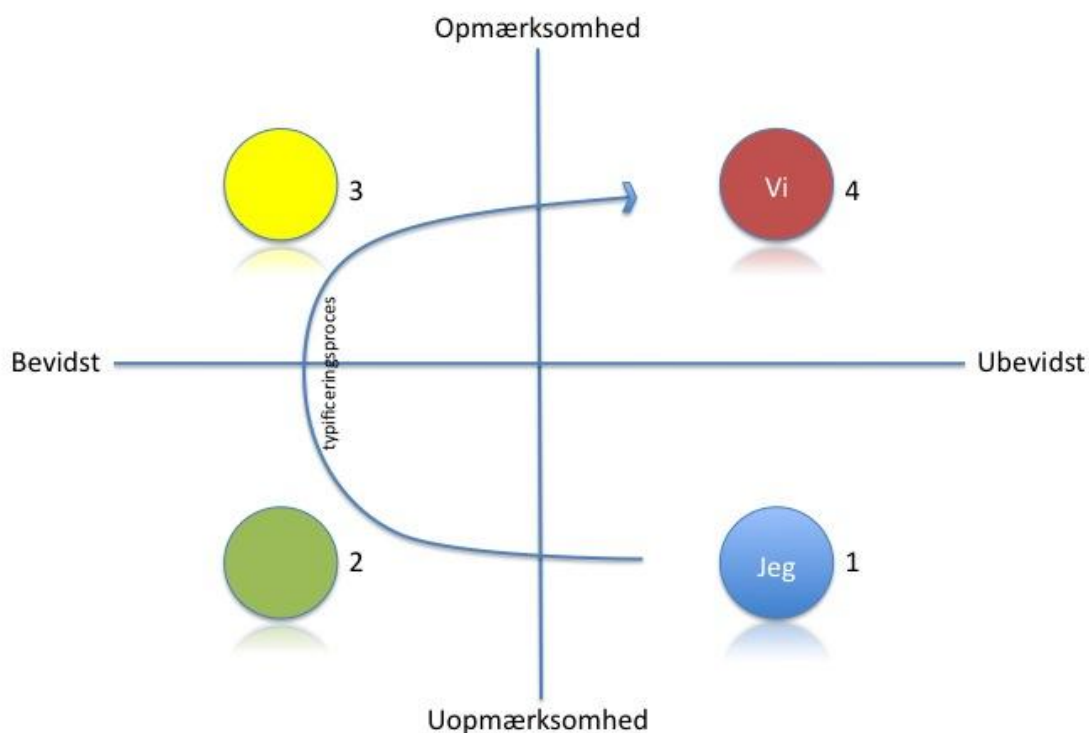 Opmærksomhed
3
Vi
4
typificeringsproces
Bevidst
Ubevidst
2
Jeg
1
Uopmærksomhed